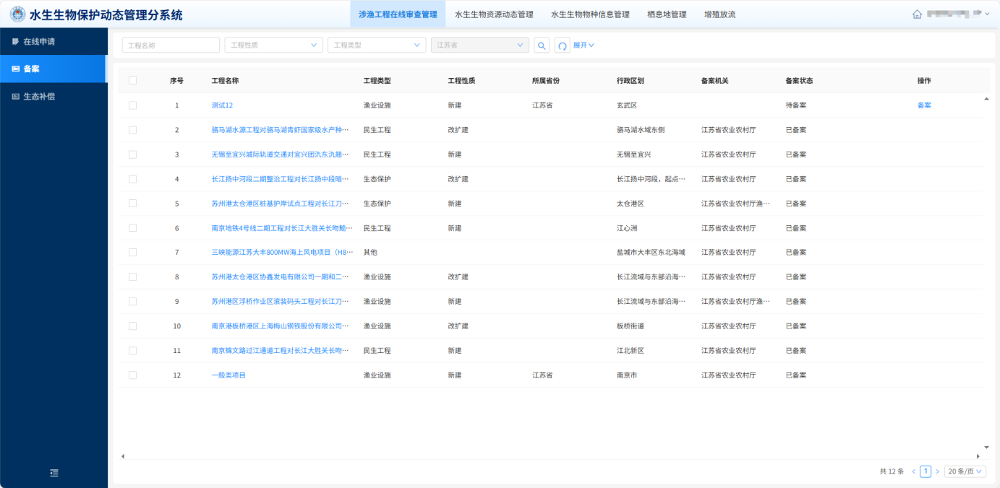 水生生物保护动态管理分系统 涉渔工程在线审查管理 水生生物资源动态管理 水生生物物种信息管理 栖息地管理 增殖放流
在线申请
备案
生态补偿
工程名称 工程性质 工程类型 江苏省 展开
序号 工程名称 工程类型 工程性质 所属省份 行政区划 备案机关 备案状态 操作
1 测试12 渔业设施 新建 江苏省 玄武区 待备案 备案
2 骆马湖水源工程对骆马湖青虾国家级水产种… 民生工程 改扩建 骆马湖水域东侧 江苏省农业农村厅 已备案
3 无锡至宜兴城际轨道交通对宜兴团氿东氿翘… 民生工程 新建 无锡至宜兴 江苏省农业农村厅 已备案
4 长江扬中河段二期整治工程对长江扬中段暗… 生态保护 改扩建 长江扬中河段，起点… 江苏省农业农村厅 已备案
5 苏州港太仓港区桩基护岸试点工程对长江刀… 生态保护 新建 太仓港区 江苏省农业农村厅渔… 已备案
6 南京地铁4号线二期工程对长江大胜关长吻鮠… 民生工程 新建 江心洲 江苏省农业农村厅 已备案
7 三峡能源江苏大丰800MW海上风电项目（H8… 其他 盐城市大丰区东北海域 江苏省农业农村厅 已备案
8 苏州港太仓港区协鑫发电有限公司一期和二… 渔业设施 改扩建 长江流域与东部沿海… 江苏省农业农村厅 已备案
9 苏州港区浮桥作业区滚装码头工程对长江刀… 渔业设施 新建 长江流域与东部沿海… 江苏省农业农村厅渔… 已备案
10 南京港板桥港区上海梅山钢铁股份有限公司… 渔业设施 改扩建 板桥街道 江苏省农业农村厅 已备案
11 南京锦文路过江通道工程对长江大胜关长吻… 民生工程 新建 江北新区 江苏省农业农村厅 已备案
12 一般类项目 渔业设施 新建 江苏省 南京市 江苏省农业农村厅 已备案
共 12 条 < 1 > 20 条/页